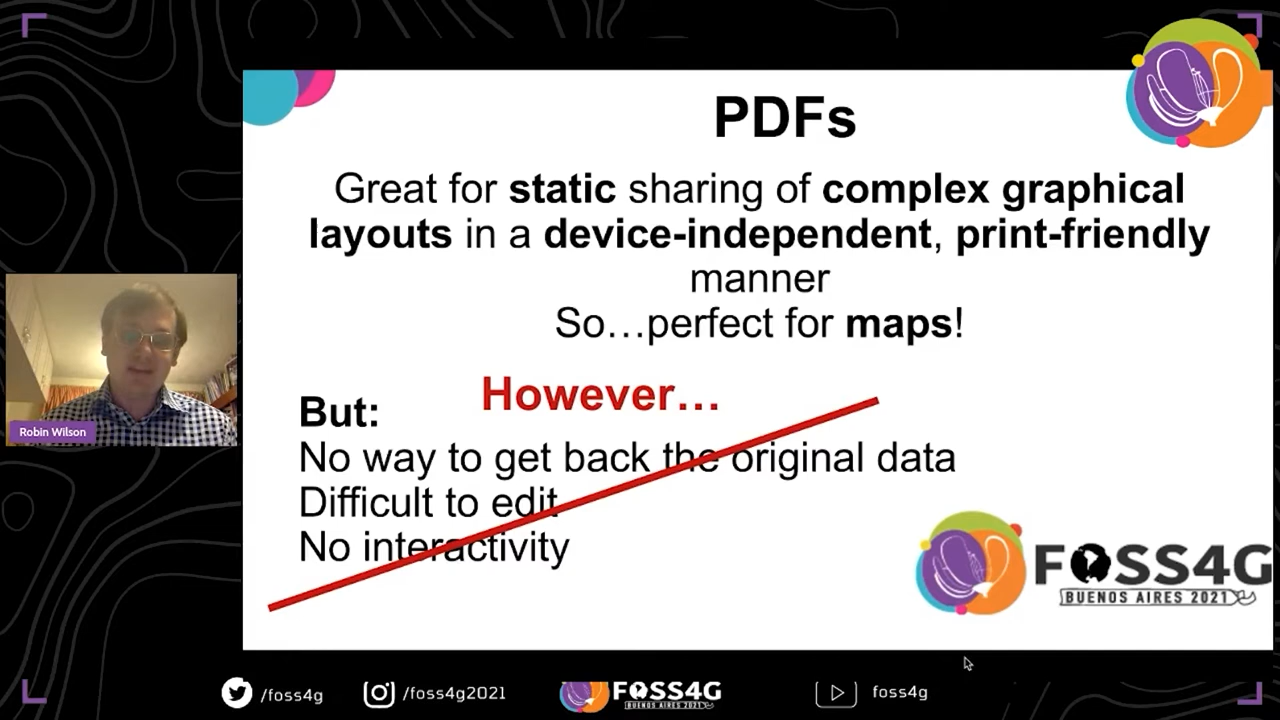 PDFs
Great for static sharing of complex graphical
layouts in a device-independent, print-friendly
manner
So…perfect for maps!
However…
But:
No way to get back the original data
Difficult to edit
No interactivity
Robin Wilson
FOSS4G
BUENOS AIRES 2021
/foss4g
/foss4g2021
FOSS4G
BUENOS AIRES 2021
foss4g